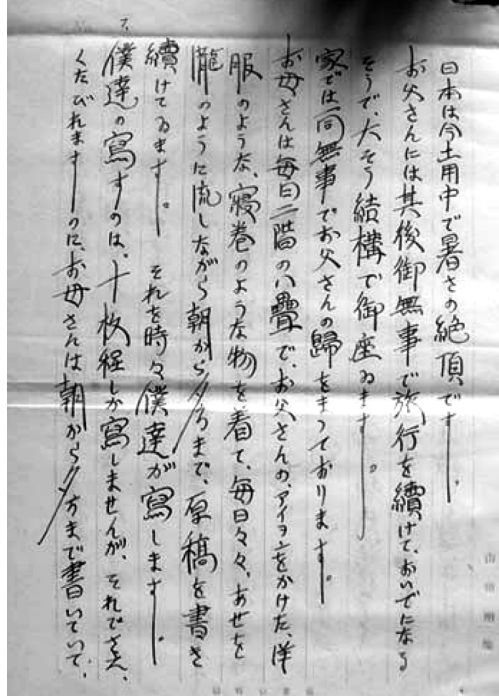 日本は今土用中で暑さの絶頂です。
お父さんには其後御無事で旅行を續けておいでになる
そうで、大そう結構で御座ゐます。
家では一同無事でお父さんの歸をまつております。
お母さんは毎日二階の八疊で、お父さんの、アイヲンをかけた、洋
服のような、寝巻のような物を着て、毎日々々、あせを
瀧のように流しながら朝から夕方まで、原稿を書き
續けてゐます。 それを時々僕達が寫します。
僕達の寫すのは、十枚程しか寫しませんが、それでさへ、
くたびれますのに、お母さんは朝から夕方まで書いていて、